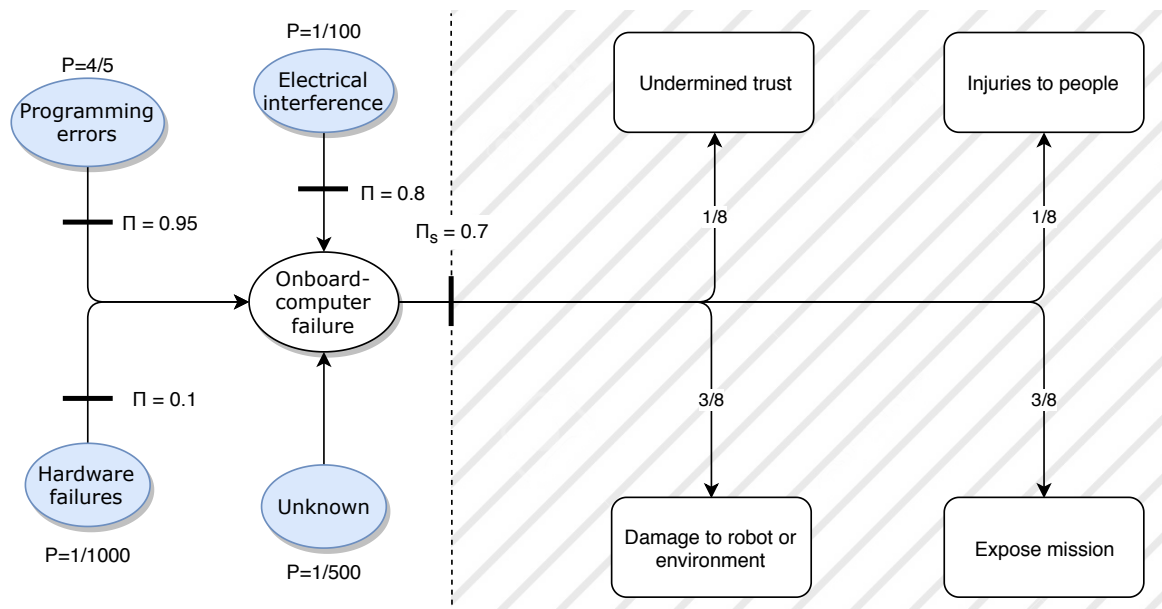 P=4/5
Programming
errors
P=1/100
Electrical
interference
Π = 0.95
Π = 0.8
Πs = 0.7
Onboard-
computer
failure
Π = 0.1
Hardware
failures
P=1/1000
Unknown
P=1/500
Undermined trust
Injuries to people
1/8
1/8
3/8
3/8
Damage to robot or
environment
Expose mission